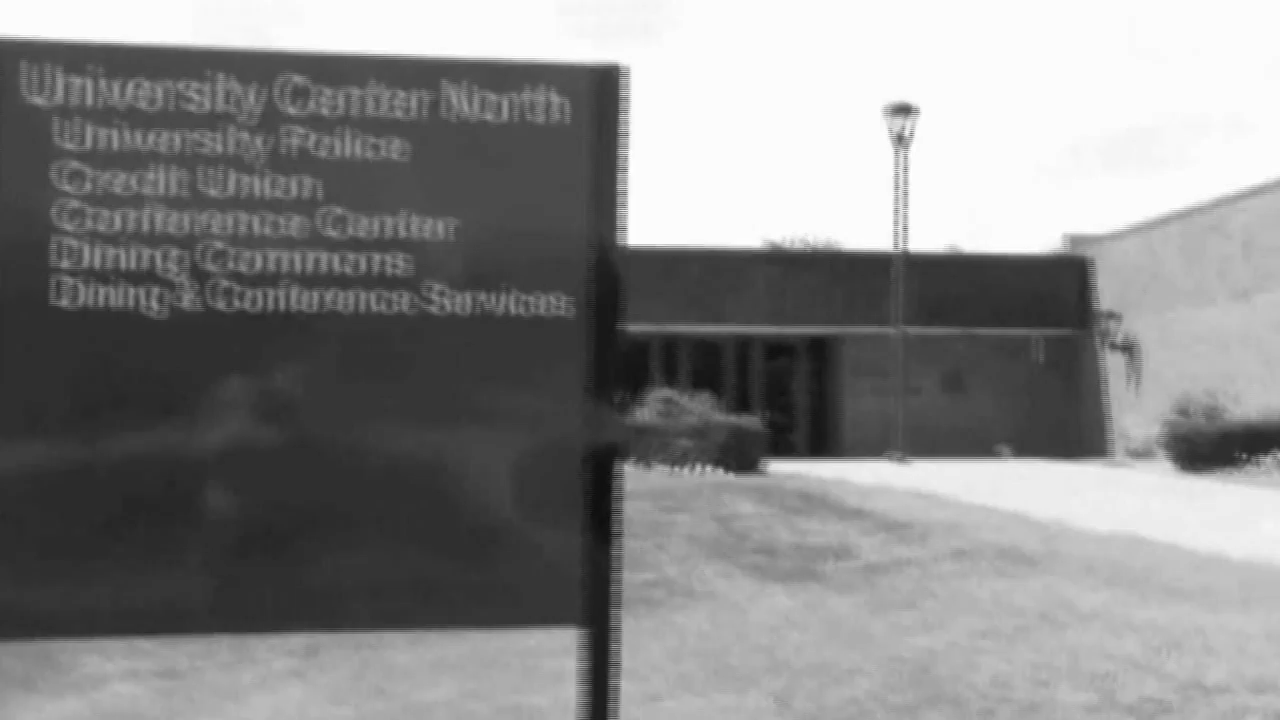 University Center North
University Police
Credit Union
Conference Center
Dining Commons
Dining & Conference Services